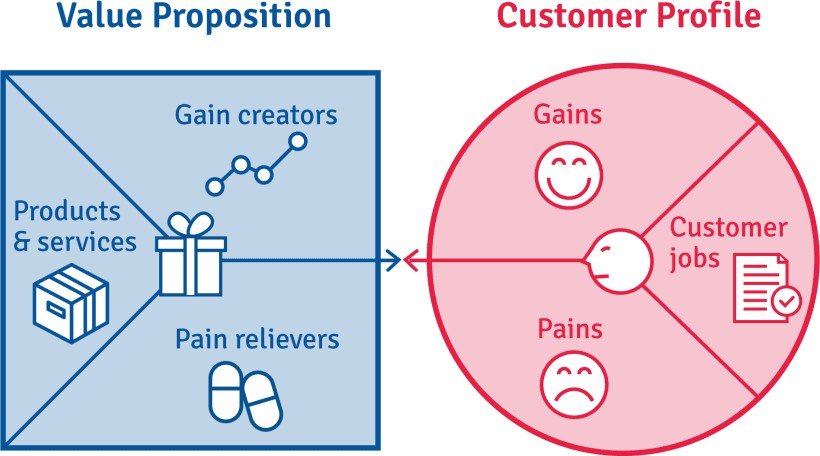 Value Proposition
Customer Profile
Gain creators
Products
& services
Pain relievers
Gains
Customer
jobs
Pains